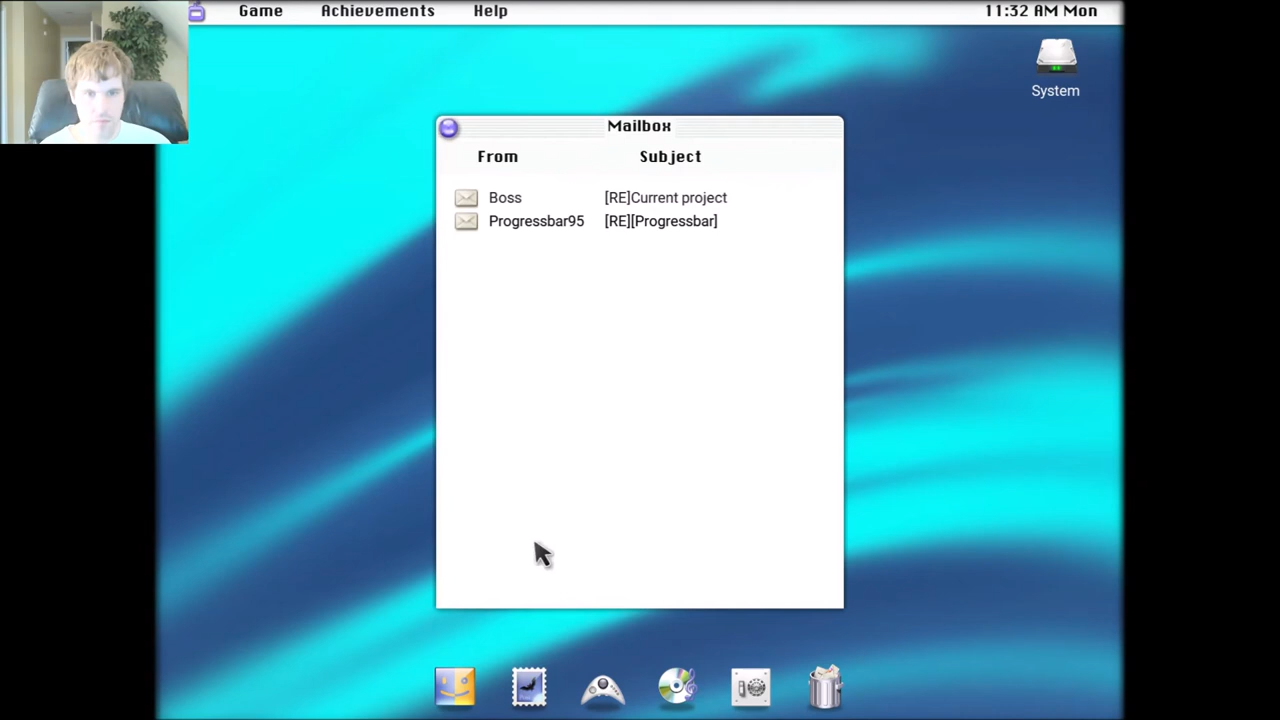 Game Achievements Help 11:32 AM Mon
System
Mailbox
From Subject
Boss [RE]Current project
Progressbar95 [RE][Progressbar]